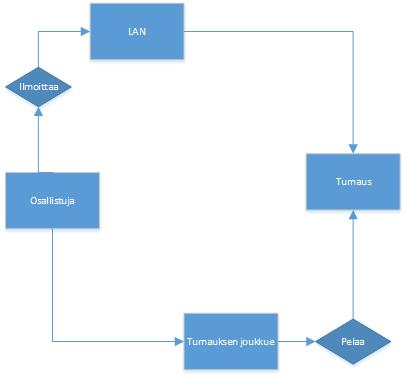 LAN
Ilmoittaa
Turnaus
Osallistuja
Turnauksen joukkue
Pelaa